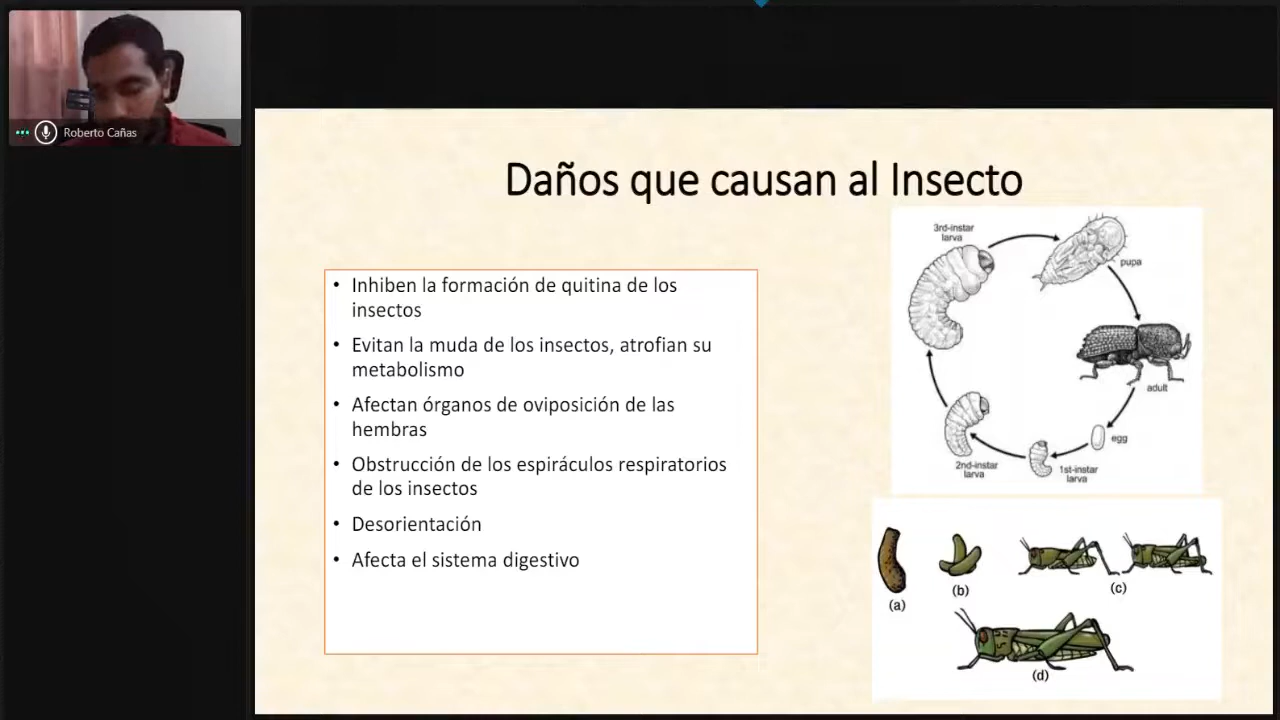 Roberto Cañas
Daños que causan al Insecto
• Inhiben la formación de quitina de los
insectos
• Evitan la muda de los insectos, atrofian su
metabolismo
• Afectan órganos de oviposición de las
hembras
• Obstrucción de los espiráculos respiratorios
de los insectos
• Desorientación
• Afecta el sistema digestivo
3rd-instar
larva
pupa
adult
egg
1st-instar
larva
2nd-instar
larva
(a)
(b)
(c)
(d)